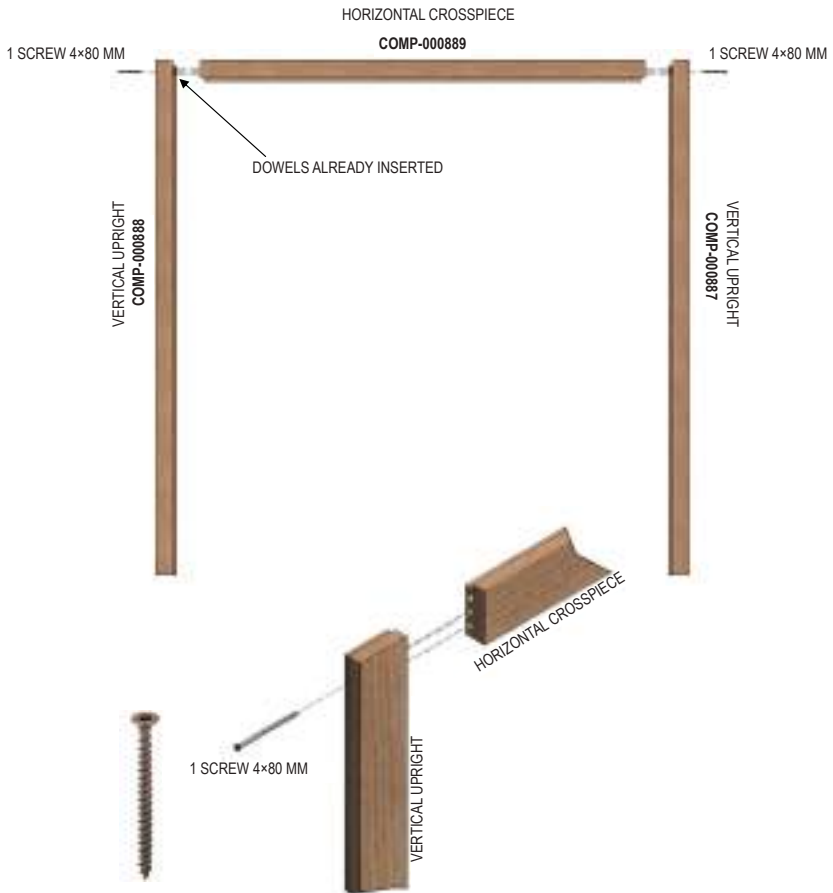 HORIZONTAL CROSSPIECE
COMP-000889
1 SCREW 4×80 MM
1 SCREW 4×80 MM
DOWELS ALREADY INSERTED
VERTICAL UPRIGHT
COMP-000888
VERTICAL UPRIGHT
COMP-000887
HORIZONTAL CROSSPIECE
1 SCREW 4×80 MM
VERTICAL UPRIGHT